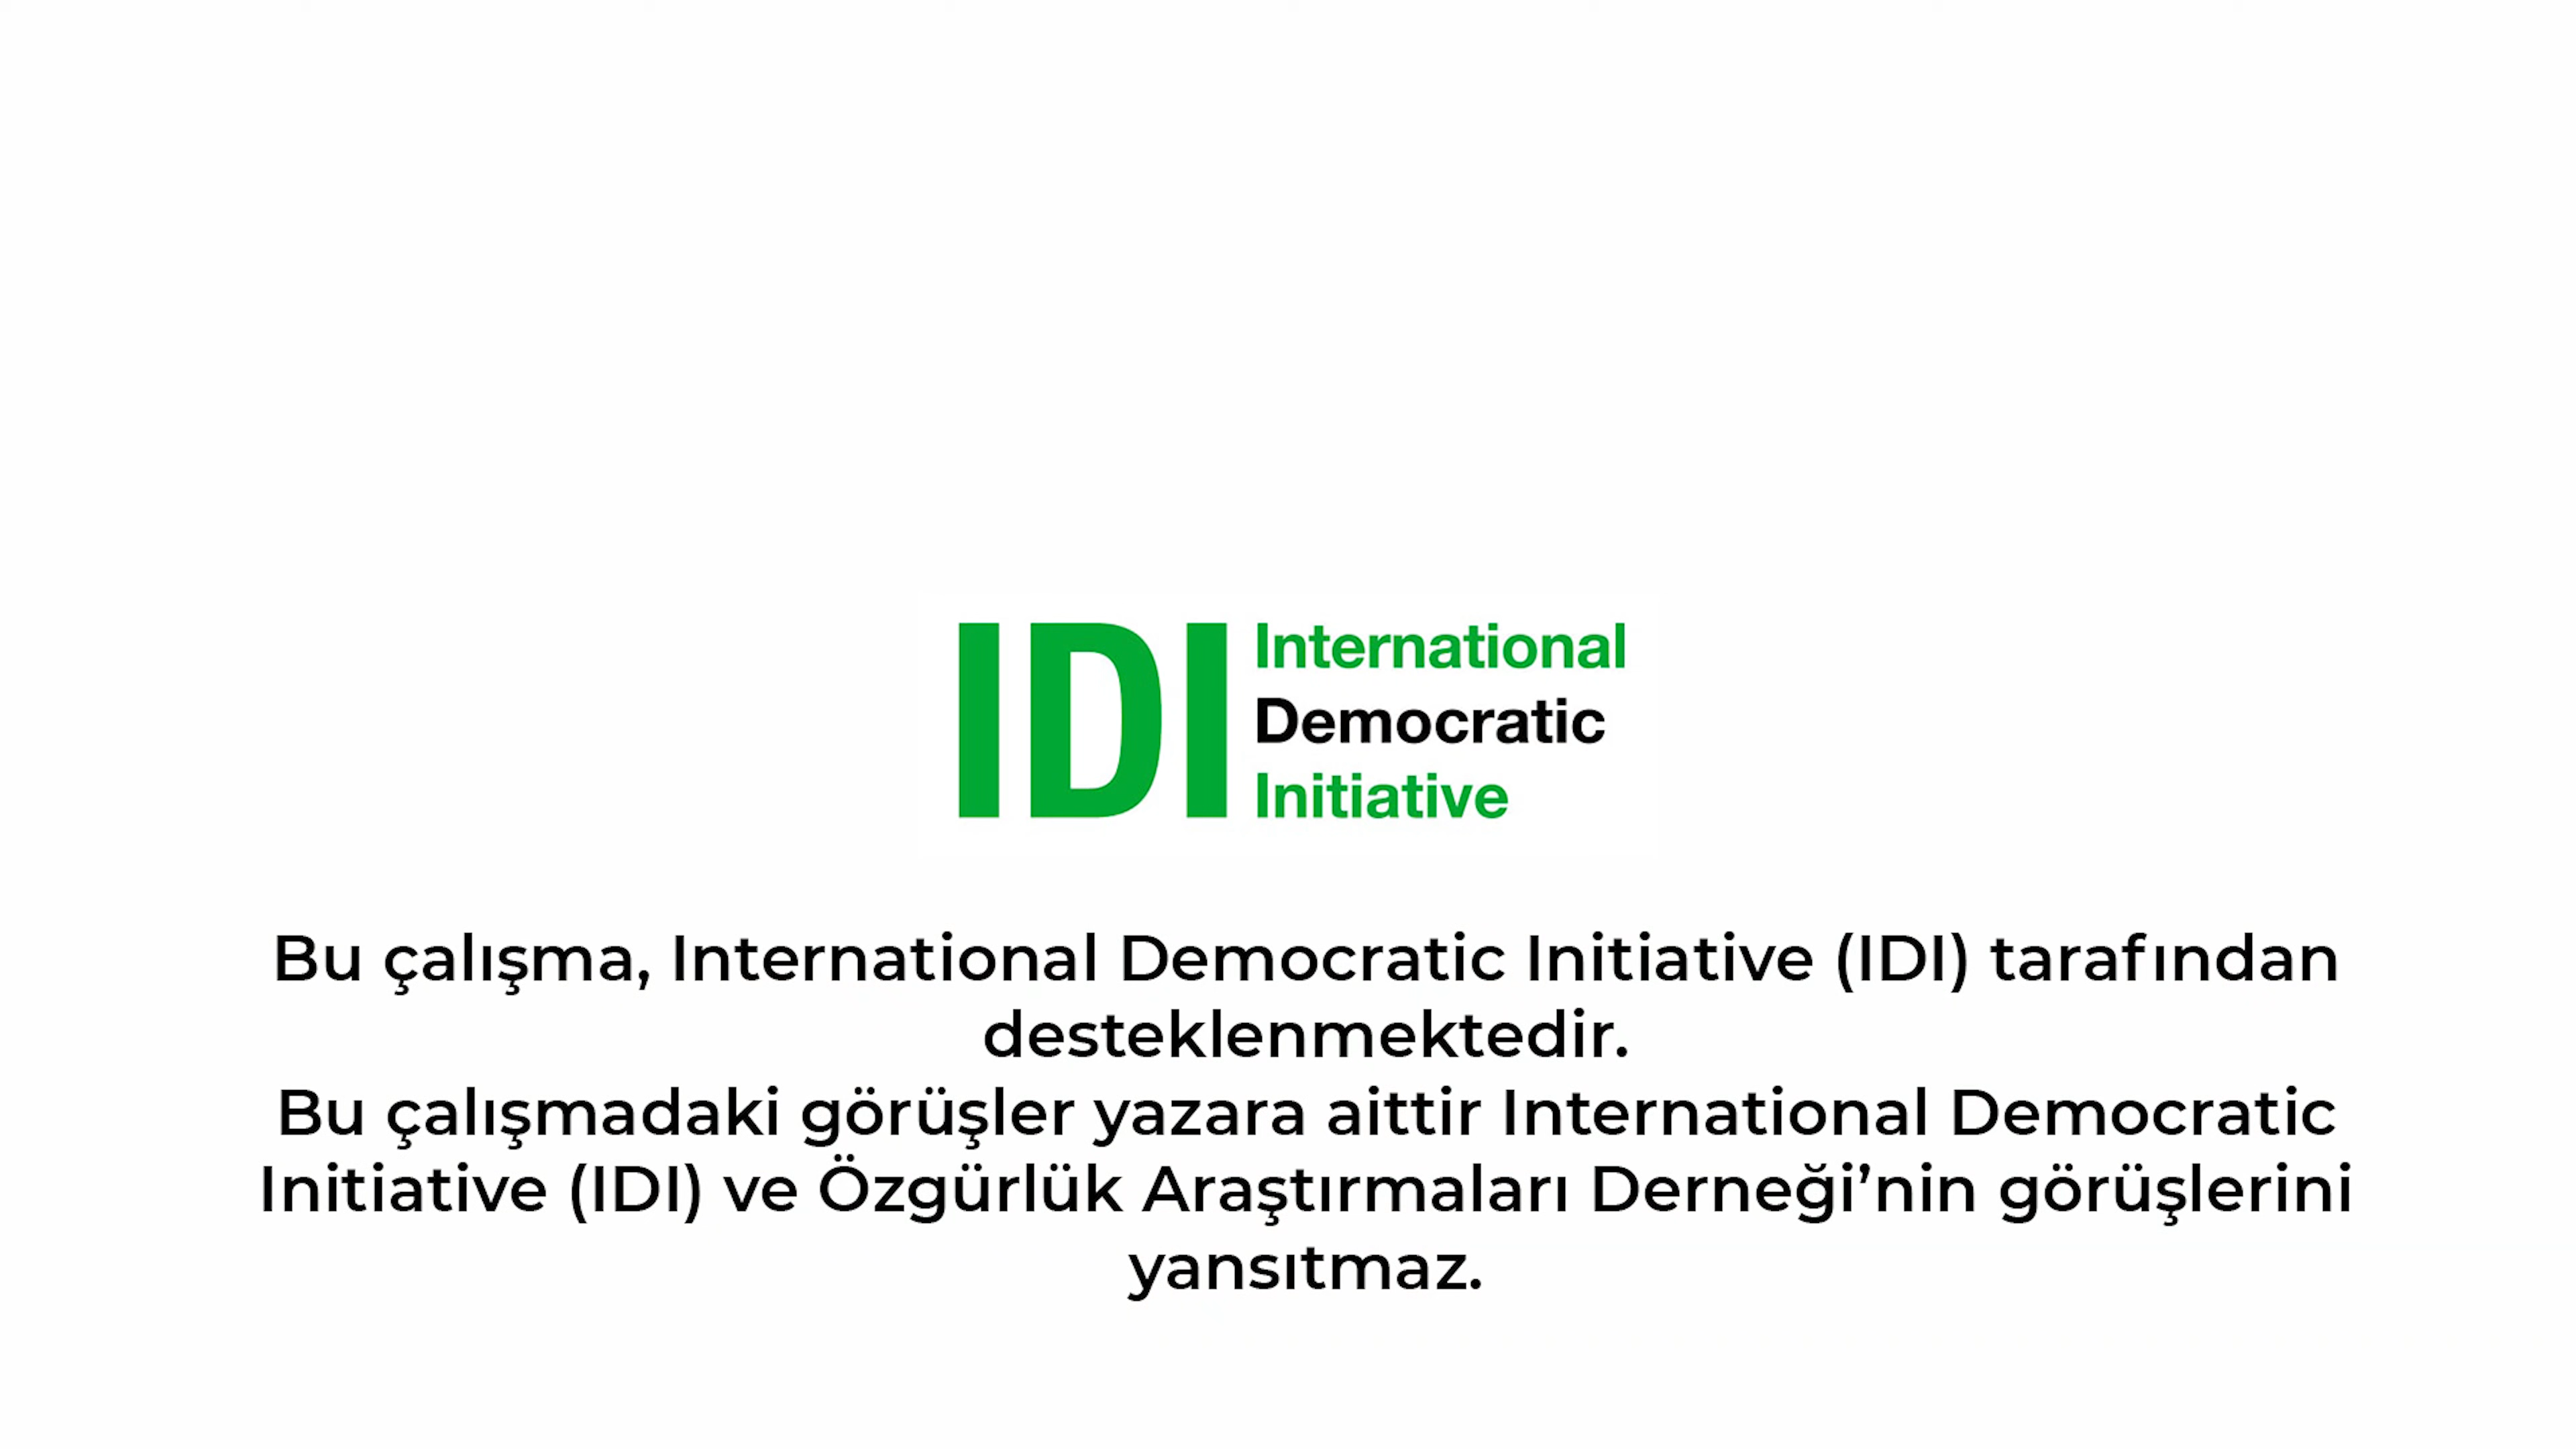 IDI International
Democratic
Initiative
Bu çalışma, International Democratic Initiative (IDI) tarafından
desteklenmektedir.
Bu çalışmadaki görüşler yazara aittir International Democratic
Initiative (IDI) ve Özgürlük Araştırmaları Derneği’nin görüşlerini
yansıtmaz.